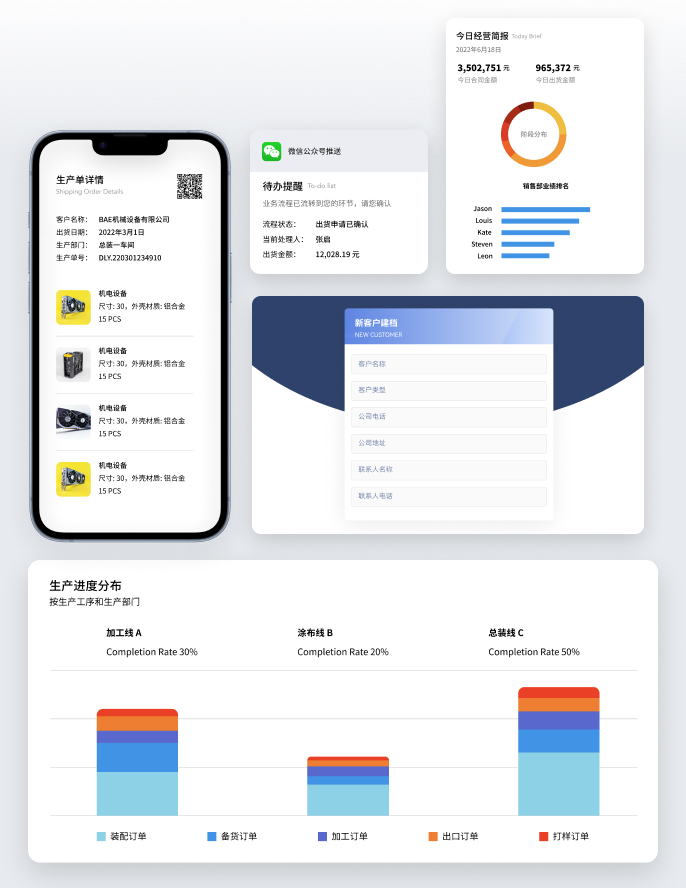 今日经营简报 Today Brief
2022年6月18日
3,502,751 元 965,372 元
今日合同金额 今日出货金额
阶段分布
销售部业绩排名
Jason
Louis
Kate
Steven
Leon
微信公众号推送
待办提醒 To-do list
业务流程已流转到您的环节，请您确认
流程状态： 出货申请已确认
当前处理人： 张启
出货金额： 12,028.19 元
生产单详情
Shipping Order Details
客户名称： BAE机械设备有限公司
出货日期： 2022年3月1日
生产部门： 总装一车间
生产单号： DLY.220301234910
机电设备
尺寸: 30，外壳材质: 铝合金
15 PCS
机电设备
尺寸: 30，外壳材质: 铝合金
15 PCS
机电设备
尺寸: 30，外壳材质: 铝合金
15 PCS
机电设备
尺寸: 30，外壳材质: 铝合金
15 PCS
新客户建档
NEW CUSTOMER
客户名称
客户类型
公司电话
公司地址
联系人名称
联系人电话
生产进度分布
按生产工序和生产部门
加工线 A 涂布线 B 总装线 C
Completion Rate 30% Completion Rate 20% Completion Rate 50%
装配订单 备货订单 加工订单 出口订单 打样订单